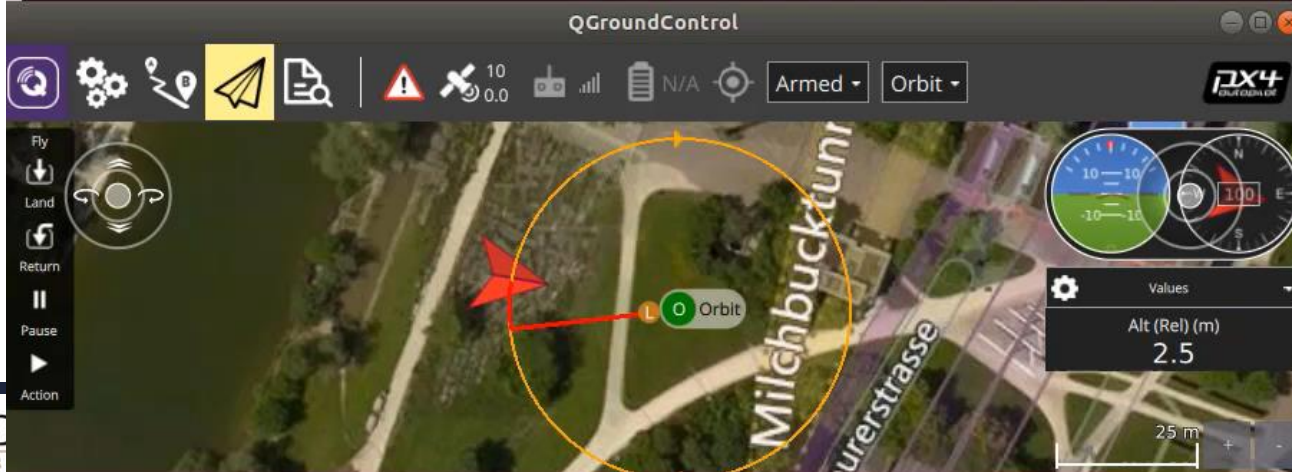 QGroundControl
10
0.0
N/A
Armed
Orbit
PX4
autopilot
Fly
Land
Return
Pause
Action
L
O Orbit
Milchbucktunn
urerstrasse
10 10
-10 -10
W
100
N
E
S
Values
Alt (Rel) (m)
2.5
25 m
+ -